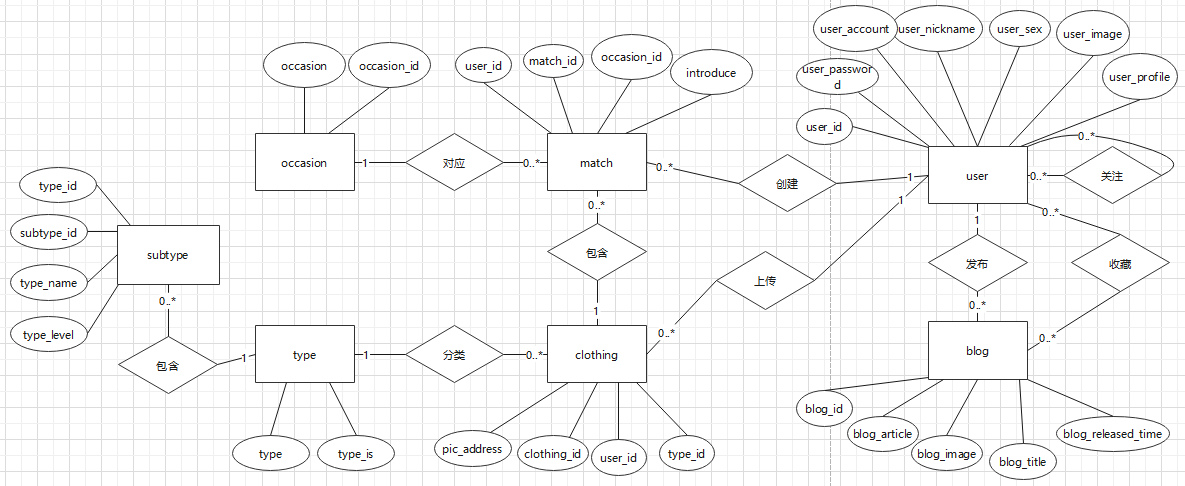 user_account
user_nickname
user_sex
user_image
user_profile
user_passwor
d
user_id
occasion
occasion_id
user_id
match_id
occasion_id
introduce
occasion
1
对应
0..*
match
0..*
创建
1
user
0..*
0..*
关注
type_id
subtype_id
type_name
type_level
subtype
0..*
包含
1
0..*
包含
1
1
上传
0..*
1
发布
0..*
0..*
收藏
0..*
type
1
分类
0..*
clothing
blog
type
type_is
pic_address
clothing_id
user_id
type_id
blog_id
blog_article
blog_image
blog_title
blog_released_time